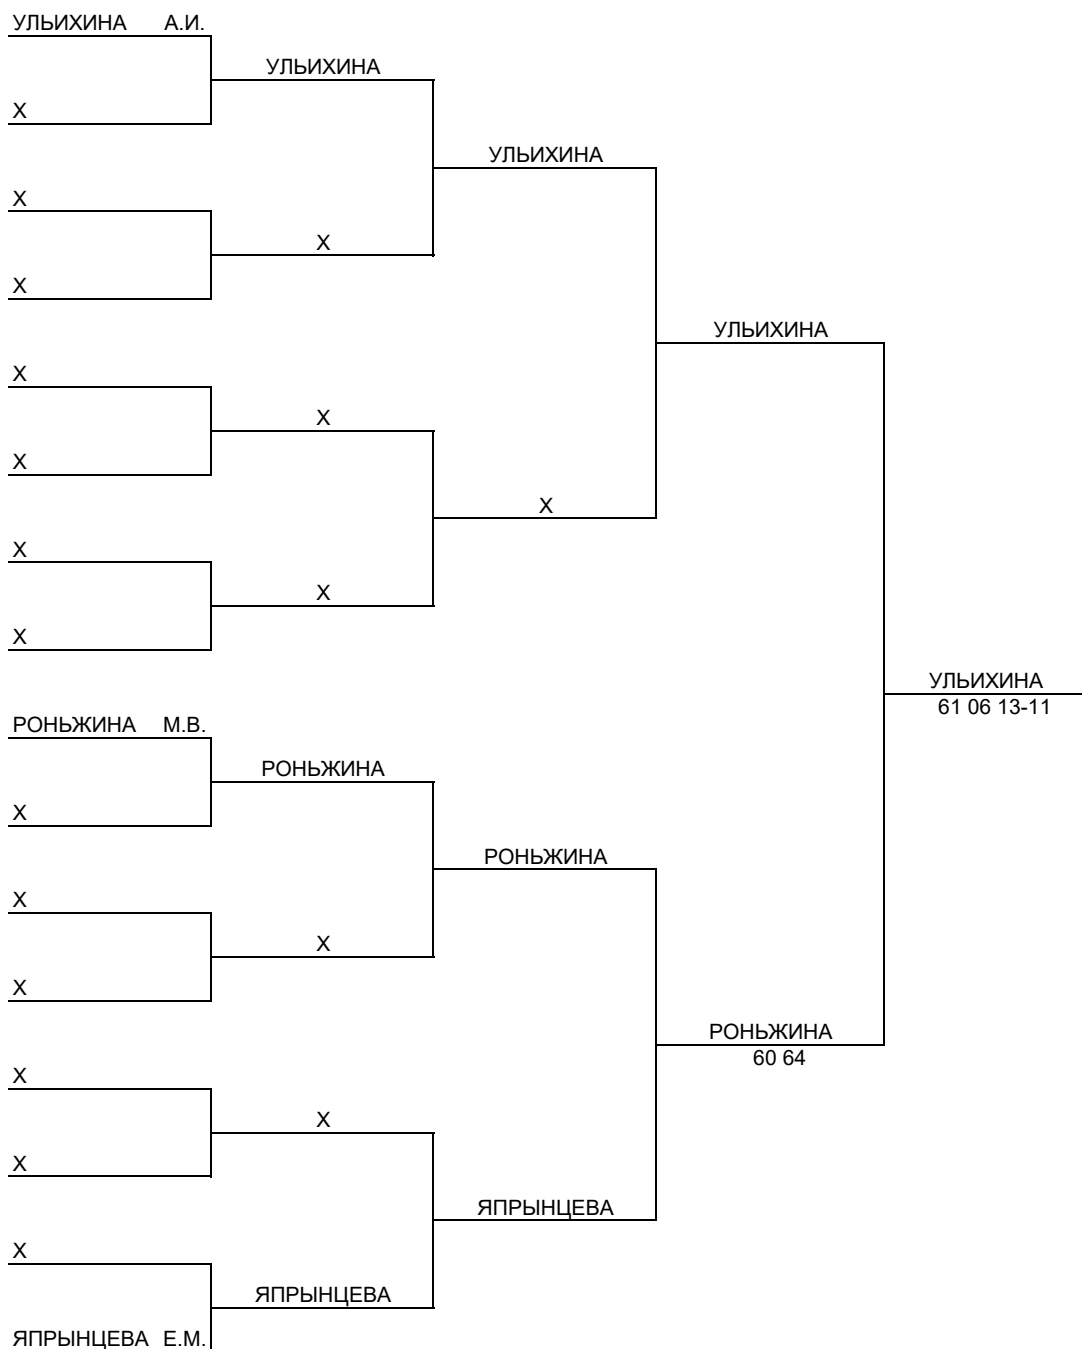 УЛЬИХИНА А.И.
УЛЬИХИНА
X
УЛЬИХИНА
X
X
X
УЛЬИХИНА
X
X
X
X
X
X
X
УЛЬИХИНА
61 06 13-11
РОНЬЖИНА М.В.
РОНЬЖИНА
X
РОНЬЖИНА
X
X
X
РОНЬЖИНА
60 64
X
X
X
ЯПРЫНЦЕВА
X
ЯПРЫНЦЕВА
ЯПРЫНЦЕВА Е.М.